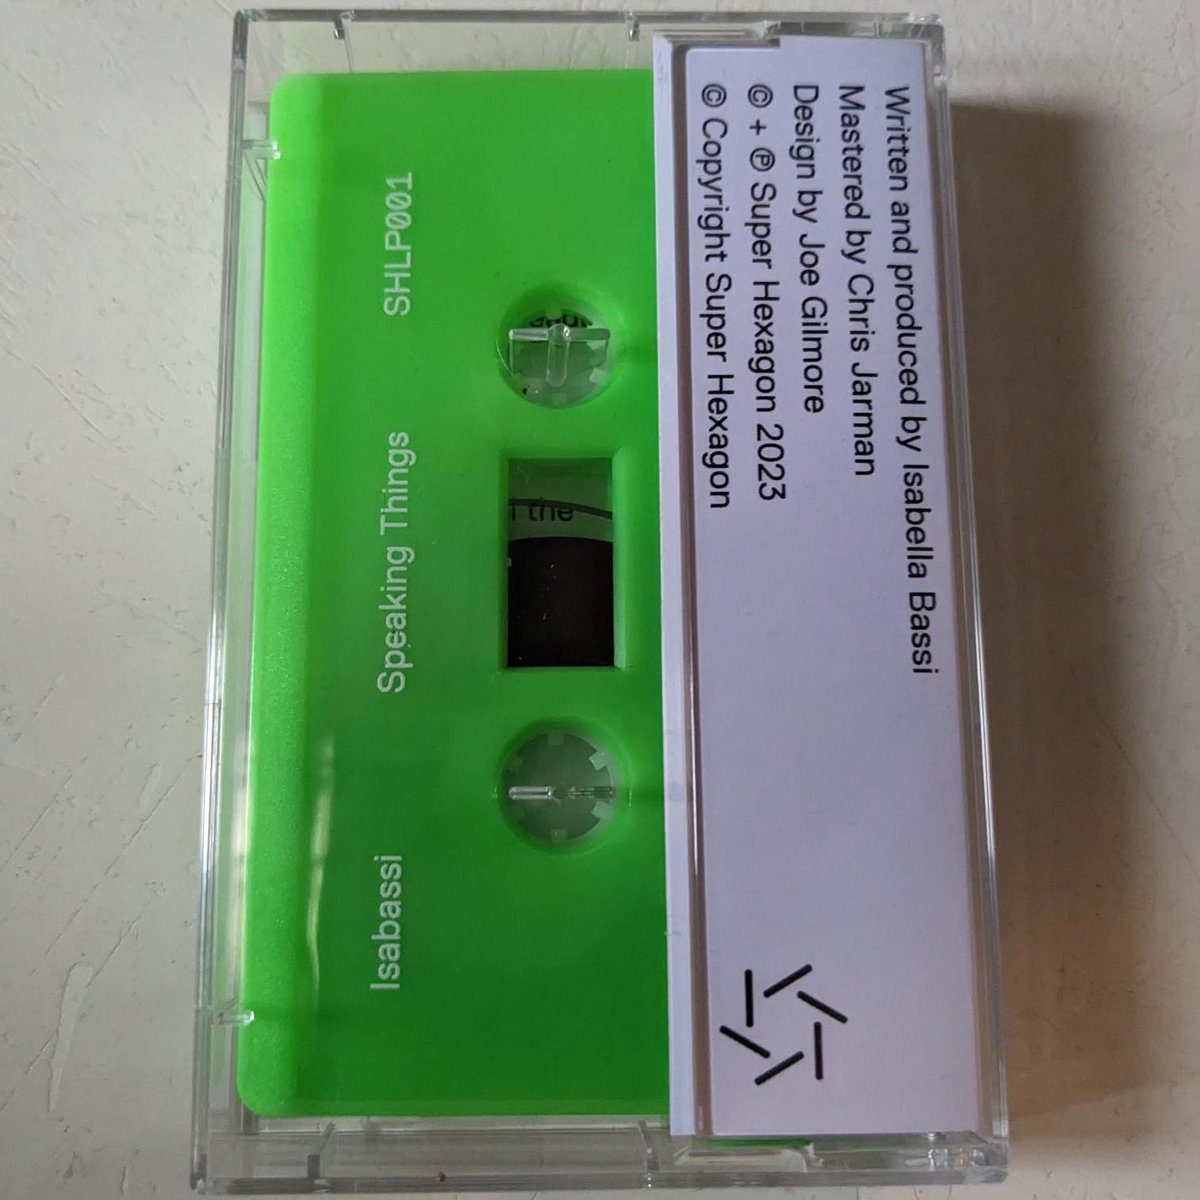 Isabassi
Speaking Things
SHLP001
the
Written and produced by Isabella Bassi
Mastered by Chris Jarman
Design by Joe Gilmore
© + ℗ Super Hexagon 2023
© Copyright Super Hexagon